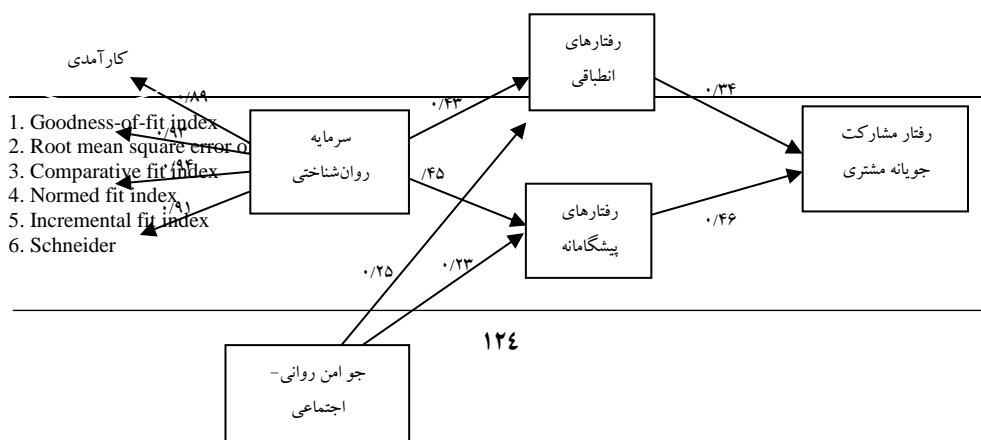 کارآمدی
۰/۸۹
۰/۹۳
۰/۹۴
۰/۹۱
1. Goodness-of-fit index
2. Root mean square error o
3. Comparative fit index
4. Normed fit index
5. Incremental fit index
6. Schneider
سرمایه
روان‌شناختی
۰/۴۳
/۴۵
رفتارهای
انطباقی
۰/۳۴
رفتارهای
پیشگامانه
۰/۴۶
رفتار مشارکت
جویانه مشتری
۰/۲۵
۰/۲۳
۱۲٤
جو امن روانی-
اجتماعی